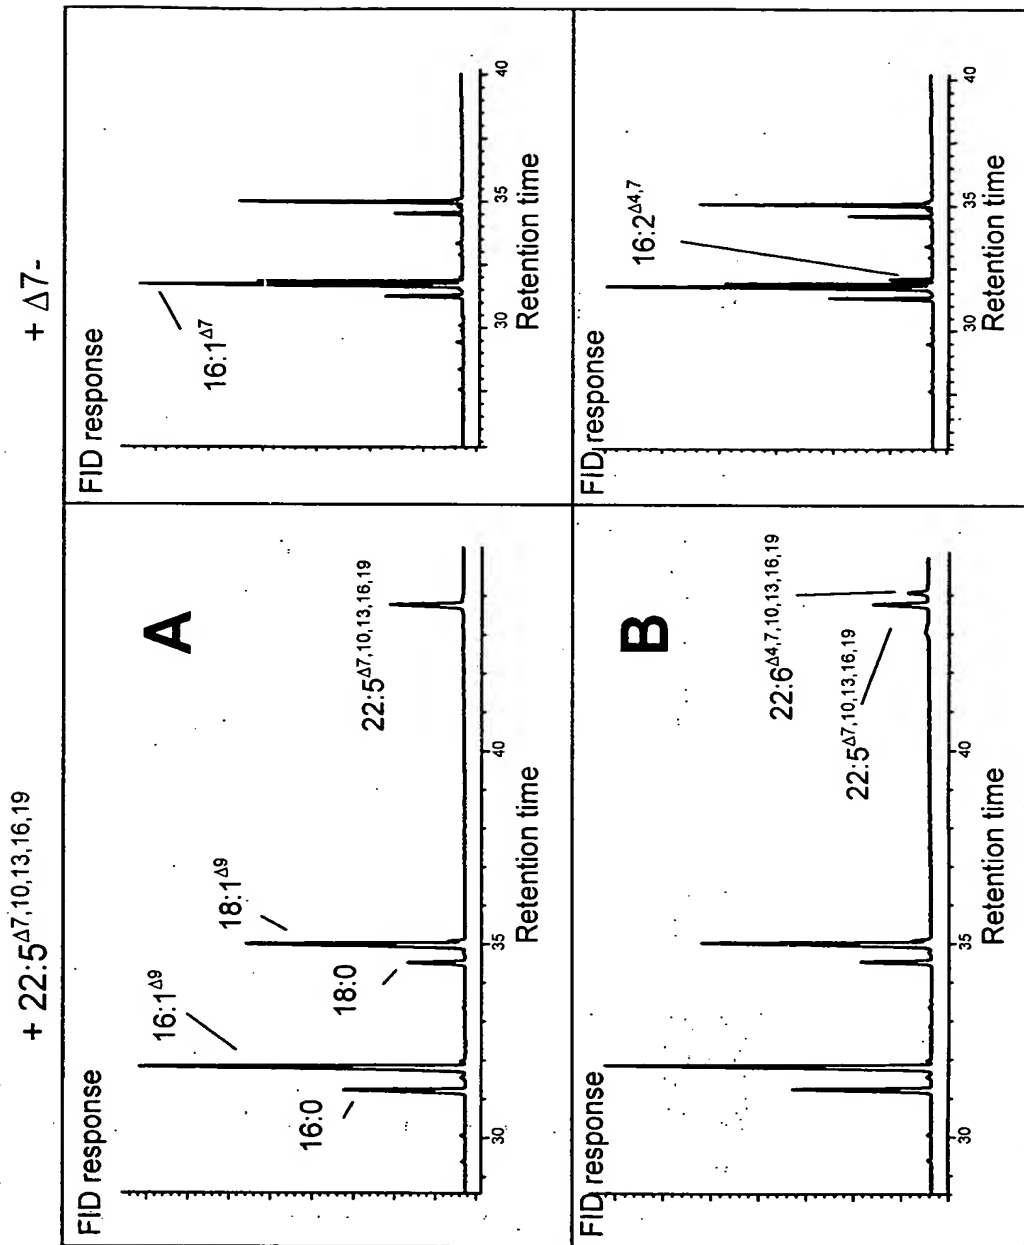 + 22:5Δ7,10,13,16,19
+ Δ7-
FID response
A
16:0
16:1Δ9
18:0
18:1Δ9
22:5Δ7,10,13,16,19
30
35
40
Retention time
FID response
16:1Δ7
30
35
40
Retention time
FID response
B
22:5Δ7,10,13,16,19
22:6Δ4,7,10,13,16,19
30
35
40
Retention time
FID response
16:2Δ4,7
30
35
40
Retention time